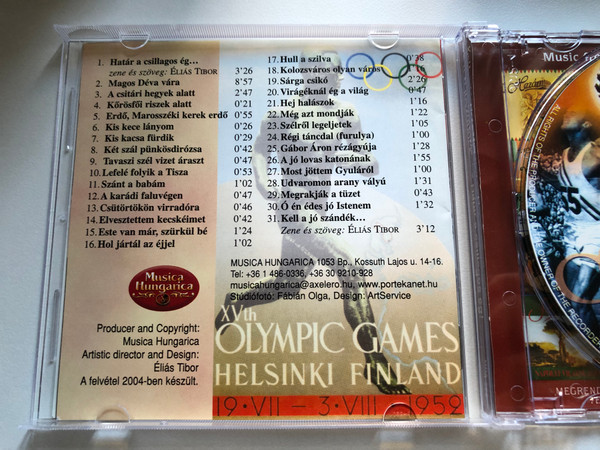 1. Határ a csillagos ég...
zene és szöveg: ÉLIÁS TIBOR 3'26
2. Magos Déva vára 8'57
3. A csitári hegyek alatt 2'47
4. Kőrösfői riszek alatt 0'21
5. Erdő, Marosszéki kerek erdő 0'55
6. Kis kece lányom 0'26
7. Kis kacsa fürdik 0'29
8. Két szál pünkösdirózsa 0'42
9. Tavaszi szél vizet áraszt 0'47
10. Lefelé folyik a Tisza 0'53
11. Szánt a babám 1'02
12. A karádi faluvégen 0'47
13. Csütörtökön virradóra 0'46
14. Elvesztettem kecskéimet 0'42
15. Este van már, szürkül bé 1'24
16. Hol jártál az éjjel 1'02
17. Hull a szilva 0'38
18. Kolozsváros olyan város
19. Sárga csikó 2'26
20. Virágéknál ég a világ 0'47
21. Hej halászok 1'16
22. Még azt mondják 1'22
23. Szélről legeljetek 1'05
24. Régi táncdal (furulya) 1'00
25. Gábor Áron rézágyúja 1'28
26. A jó lovas katonának 1'55
27. Most jöttem Gyuláról 1'00
28. Udvaromon arany vályú 1'31
29. Megrakják a tüzet 0'43
30. Ó én édes jó Istenem 1'32
31. Kell a jó szándék...
Zene és szöveg: ÉLIÁS TIBOR 3'12
MUSICA HUNGARICA 1053 Bp., Kossuth Lajos u. 14-16.
Tel: +36 1 486-0336, +36 30 9210-928
musicahungarica@axelero.hu, www.portekanet.hu
Stúdiófotó: Fábián Olga, Design: ArtService
Musica
Hungarica
Producer and Copyright:
Musica Hungarica
Artistic director and Design:
Éliás Tibor
A felvétel 2004-ben készült.
XVth
OLYMPIC GAMES
HELSINKI FINLAND
19·VII – 3·VIII 1952
Music
ALL RIGHTS OF THE PRODUCER
OWNER OF THE RECORDED